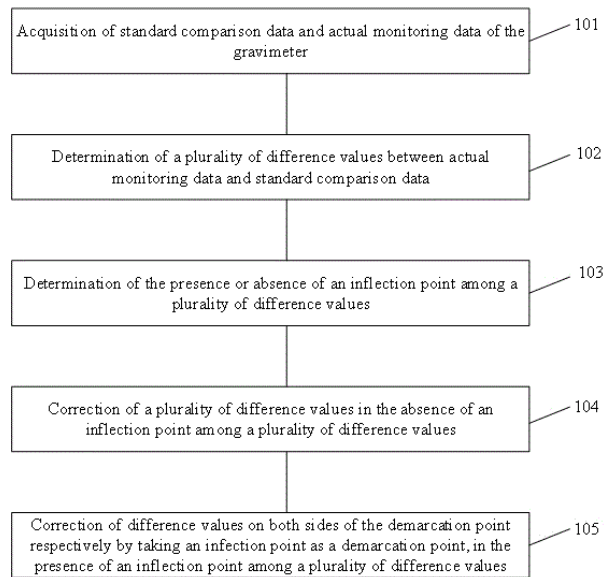 Acquisition of standard comparison data and actual monitoring data of the
gravimeter
101
Determination of a plurality of difference values between actual
monitoring data and standard comparison data
102
Determination of the presence or absence of an inflection point among a
plurality of difference values
103
Correction of a plurality of difference values in the absence of an
inflection point among a plurality of difference values
104
Correction of difference values on both sides of the demarcation point
respectively by taking an infection point as a demarcation point, in the
presence of an inflection point among a plurality of difference values
105